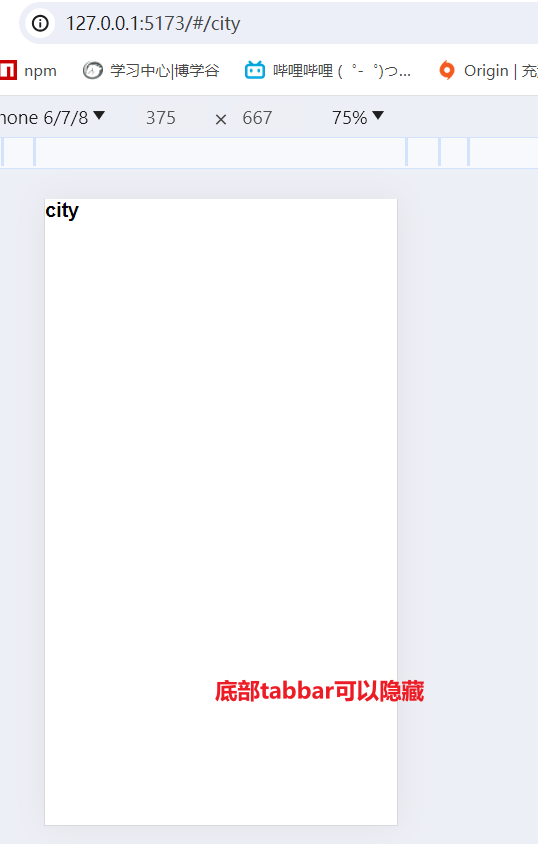 127.0.0.1:5173/#/city
npm 学习中心|博学谷 哔哩哔哩 ( ゜- ゜)つ... Origin | 充
none 6/7/8 375 × 667 75%
city
底部tabbar可以隐藏